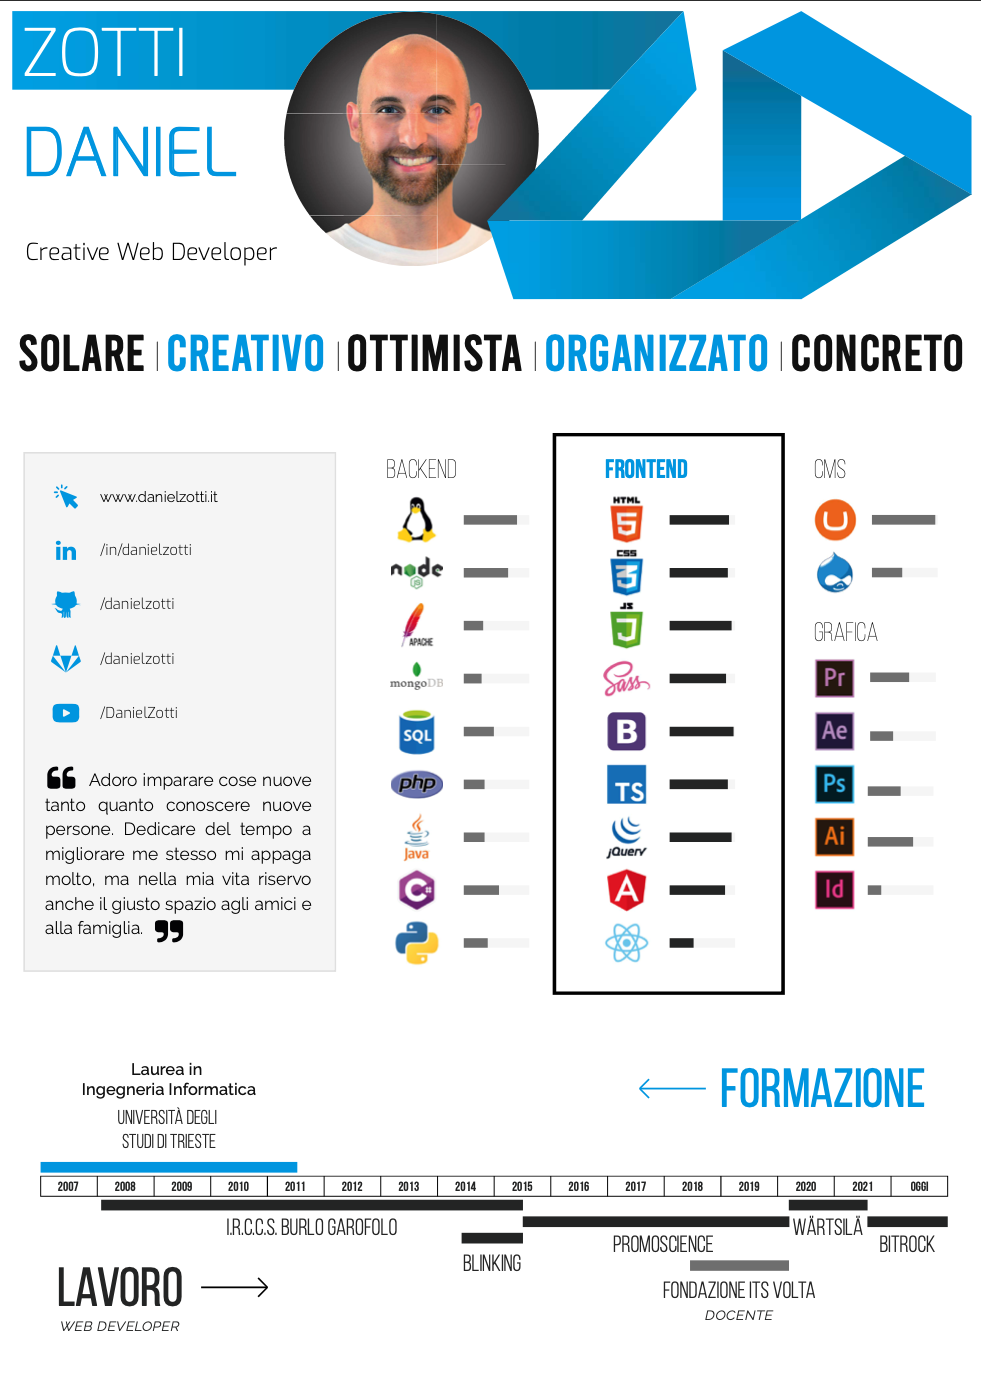 ZOTTI
DANIEL
Creative Web Developer
SOLARE | CREATIVO | OTTIMISTA | ORGANIZZATO | CONCRETO
www.danielzotti.it
/in/danielzotti
/danielzotti
/danielzotti
/DanielZotti
“ Adoro imparare cose nuove
tanto quanto conoscere nuove
persone. Dedicare del tempo a
migliorare me stesso mi appaga
molto, ma nella mia vita riservo
anche il giusto spazio agli amici e
alla famiglia. ”
BACKEND
node
JS
APACHE
mongoDB
SQL
php
Java
C#
FRONTEND
HTML
5
CSS
3
JS
Sass
B
TS
jQuery
A
CMS
U
GRAFICA
Pr
Ae
Ps
Ai
Id
Laurea in
Ingegneria Informatica
UNIVERSITÀ DEGLI
STUDI DI TRIESTE
FORMAZIONE
2007 2008 2009 2010 2011 2012 2013 2014 2015 2016 2017 2018 2019 2020 2021 OGGI
I.R.C.C.S. BURLO GAROFOLO
BLINKING
PROMOSCIENCE
WÄRTSILÄ
BITROCK
FONDAZIONE ITS VOLTA
DOCENTE
LAVORO
WEB DEVELOPER